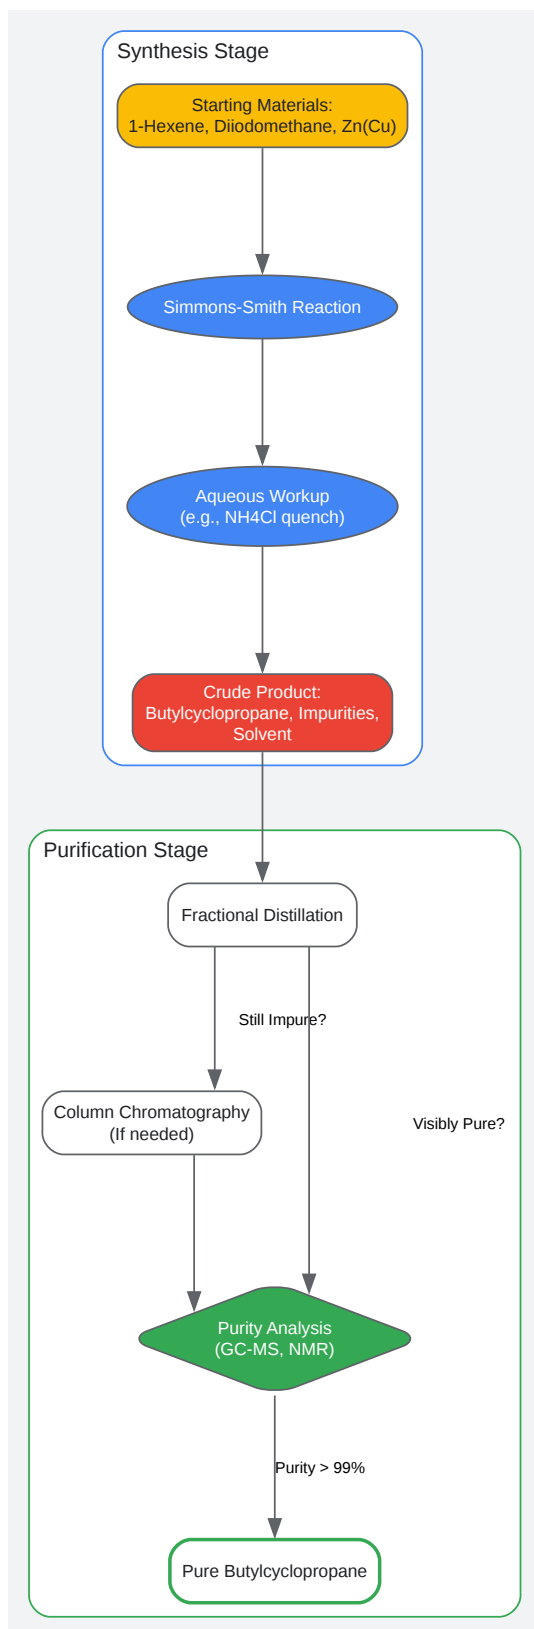 Synthesis Stage
Starting Materials:
1-Hexene, Diiodomethane, Zn(Cu)
Simmons-Smith Reaction
Aqueous Workup
(e.g., NH4Cl quench)
Crude Product:
Butylcyclopropane, Impurities,
Solvent
Purification Stage
Fractional Distillation
Still Impure?
Column Chromatography
(If needed)
Visibly Pure?
Purity Analysis
(GC-MS, NMR)
Purity > 99%
Pure Butylcyclopropane